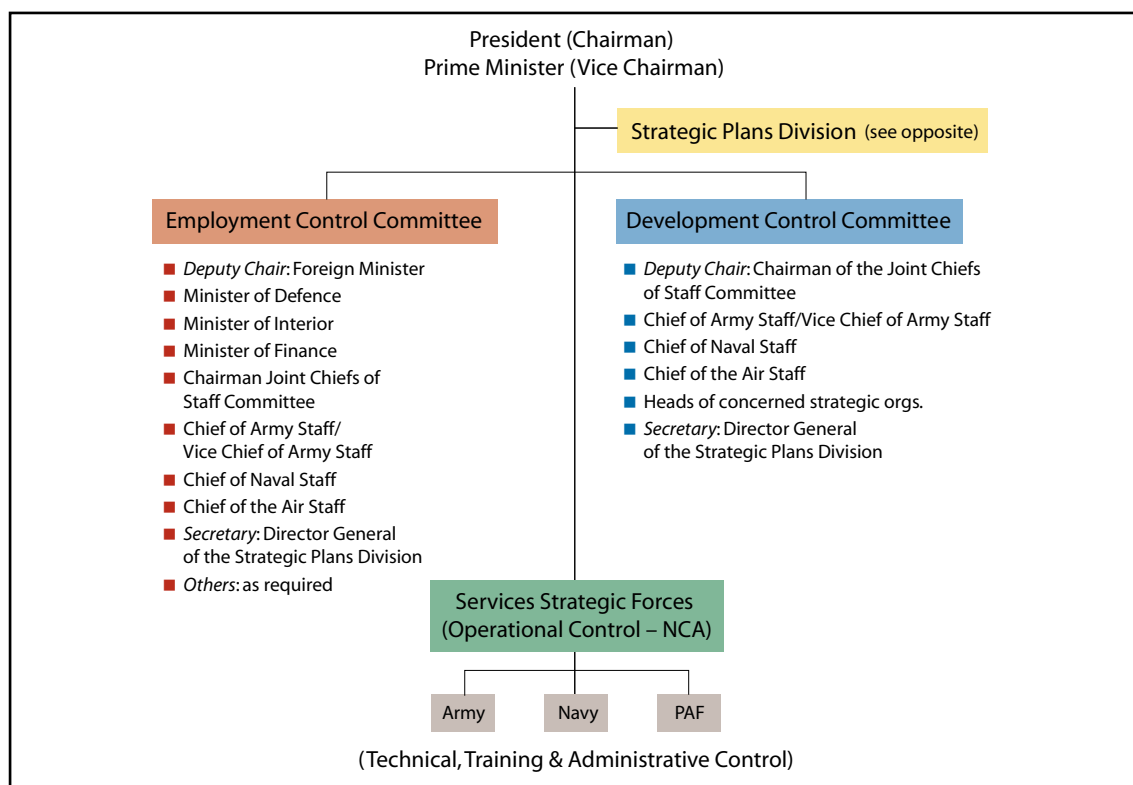 President (Chairman)
Prime Minister (Vice Chairman)
Strategic Plans Division (see opposite)
Employment Control Committee
Deputy Chair: Foreign Minister
Minister of Defence
Minister of Interior
Minister of Finance
Chairman Joint Chiefs of
Staff Committee
Chief of Army Staff/
Vice Chief of Army Staff
Chief of Naval Staff
Chief of the Air Staff
Secretary: Director General
of the Strategic Plans Division
Others: as required
Development Control Committee
Deputy Chair: Chairman of the Joint Chiefs
of Staff Committee
Chief of Army Staff/Vice Chief of Army Staff
Chief of Naval Staff
Chief of the Air Staff
Heads of concerned strategic orgs.
Secretary: Director General
of the Strategic Plans Division
Services Strategic Forces
(Operational Control – NCA)
Army
Navy
PAF
(Technical, Training & Administrative Control)